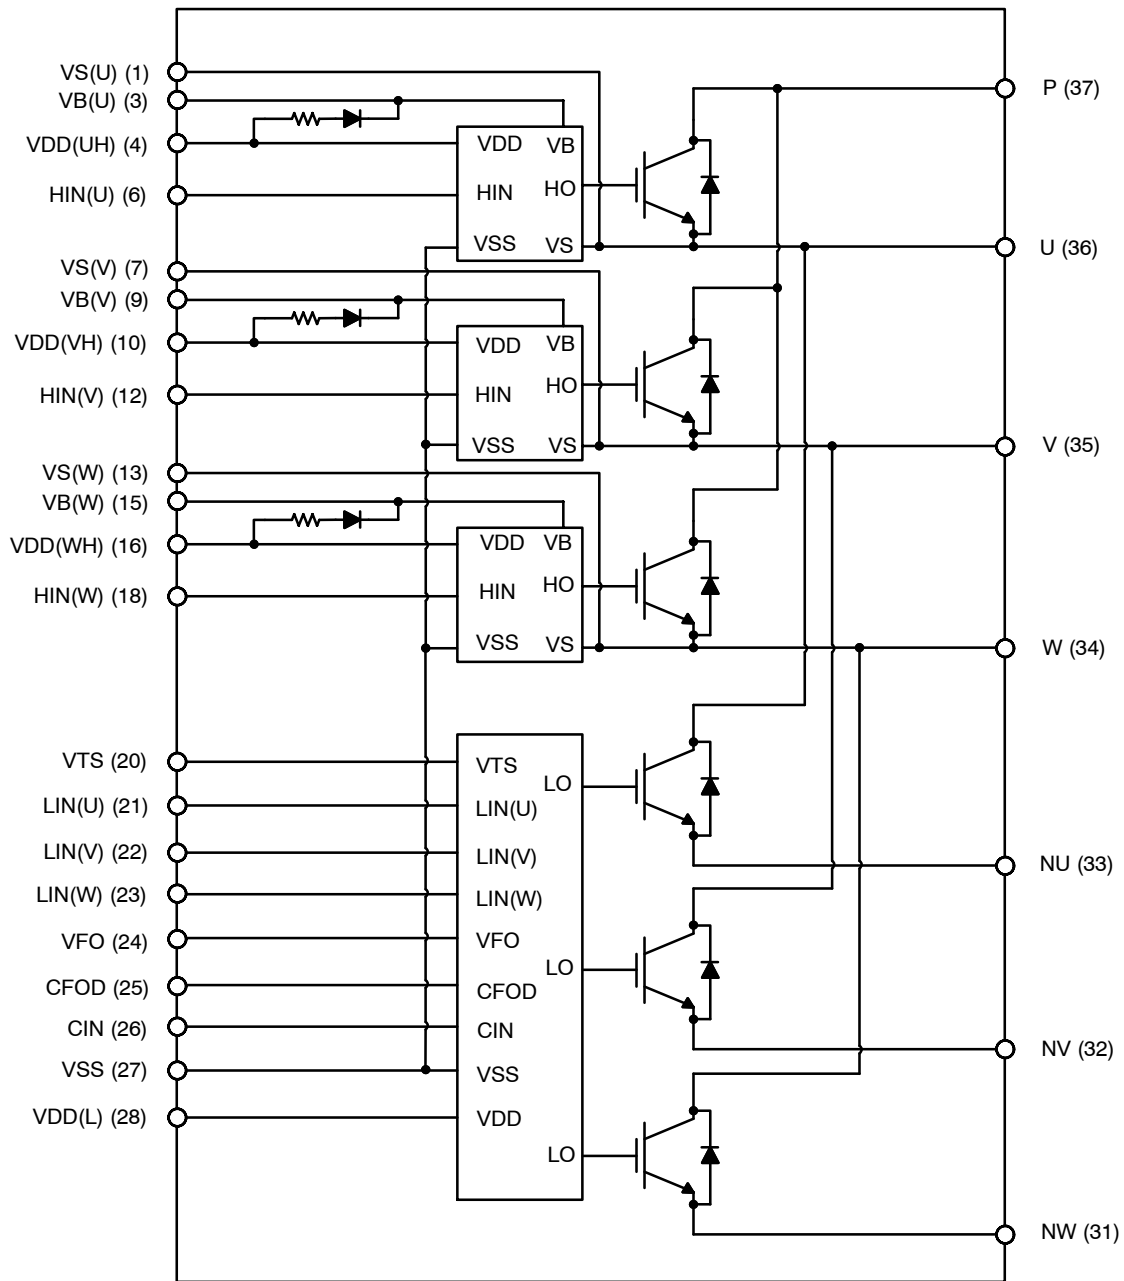 VS(U) (1)
VB(U) (3)
VDD(UH) (4)
HIN(U) (6)
VS(V) (7)
VB(V) (9)
VDD(VH) (10)
HIN(V) (12)
VS(W) (13)
VB(W) (15)
VDD(WH) (16)
HIN(W) (18)
VTS (20)
LIN(U) (21)
LIN(V) (22)
LIN(W) (23)
VFO (24)
CFOD (25)
CIN (26)
VSS (27)
VDD(L) (28)
VDD VB
HIN HO
VSS VS
VDD VB
HIN HO
VSS VS
VDD VB
HIN HO
VSS VS
VTS
LO
LIN(U)
LIN(V)
LIN(W)
VFO
LO
CFOD
CIN
VSS
VDD
LO
P (37)
U (36)
V (35)
W (34)
NU (33)
NV (32)
NW (31)